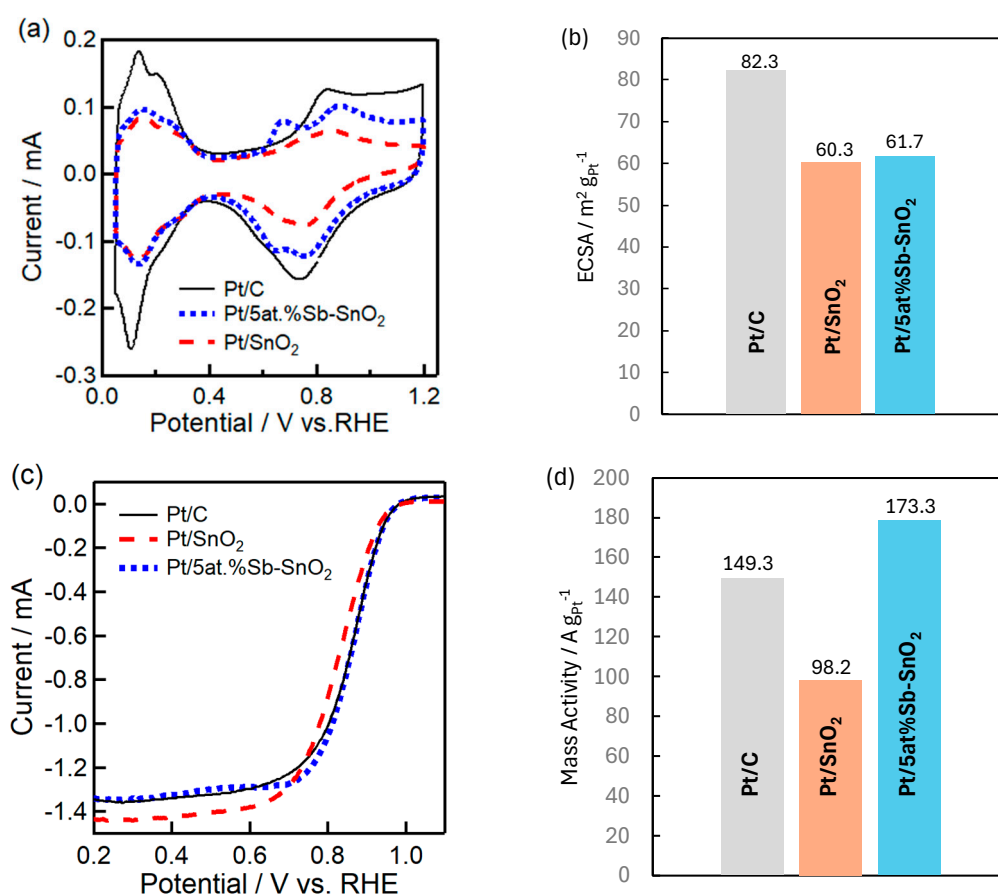 (a)
0.2
0.1
0.0
-0.1
-0.2
-0.3
Current / mA
Pt/C
Pt/5at.%Sb-SnO₂
Pt/SnO₂
0.0
0.4
0.8
1.2
Potential / V vs.RHE
(b)
90
80
70
60
50
40
30
20
10
0
ECSA / m² gPt⁻¹
82.3
60.3
61.7
Pt/C
Pt/SnO₂
Pt/5at%Sb-SnO₂
(c)
0.0
-0.2
-0.4
-0.6
-0.8
-1.0
-1.2
-1.4
Current / mA
Pt/C
Pt/SnO₂
Pt/5at.%Sb-SnO₂
0.2
0.4
0.6
0.8
1.0
Potential / V vs. RHE
(d)
200
180
160
140
120
100
80
60
40
20
0
Mass Activity / A gPt⁻¹
149.3
98.2
173.3
Pt/C
Pt/SnO₂
Pt/5at%Sb-SnO₂